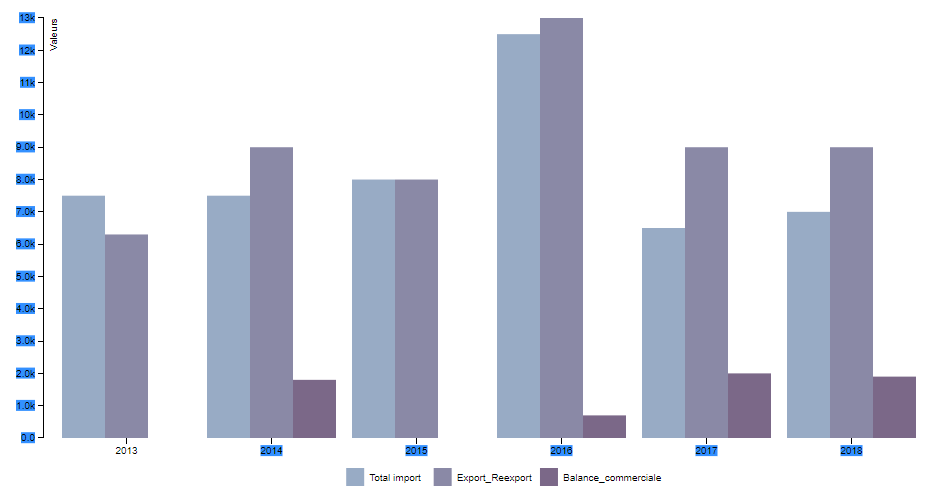 Valeurs
13k
12k
11k
10k
9.0k
8.0k
7.0k
6.0k
5.0k
4.0k
3.0k
2.0k
1.0k
0.0
2013 2014 2015 2016 2017 2018
Total import Export_Reexport Balance_commerciale